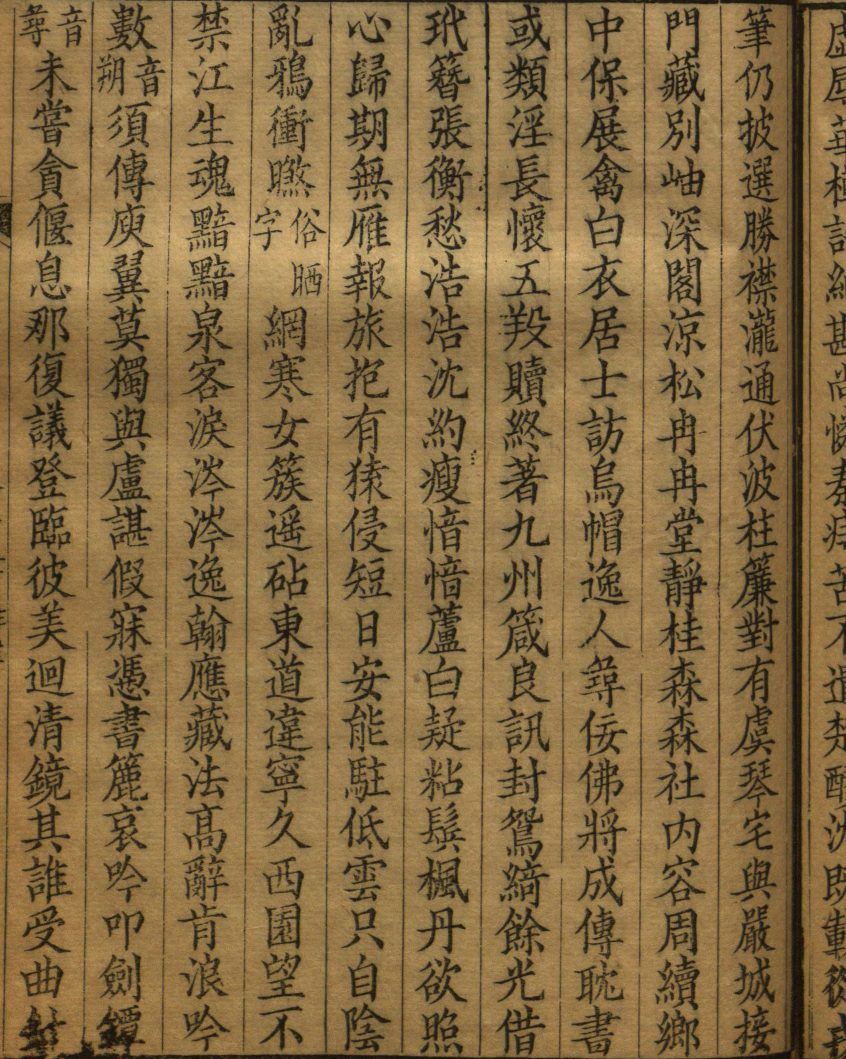 華極
筆仍披選勝襟瀧通伏波柱簾對有虞琴宅與嚴城接
門藏別岫深閣涼松冉冉堂靜桂森森社内容周續鄉
中保展禽白衣居士訪烏帽逸人尋佞佛將成傳耽書
或類淫長懷五羖贖終著九州箴良訊封鴛綺餘光借
玳簪張衡愁浩浩沈約瘦愔愔蘆白疑粘鬢楓丹欲照
心歸期無雁報旅抱有猿侵短日安能駐低雲只自陰
亂鴉衝㬠俗晒字網寒女簇遥砧東道違寧久西園望不
禁江生魂黯黯泉客涙涔涔逸翰應藏法高辭肯浪吟
數音朔須傳庾翼莫獨與盧諶假寐憑書簏哀吟叩劍鐔
音尋未嘗貪偃息那復議登臨彼美迴清鏡其誰受曲